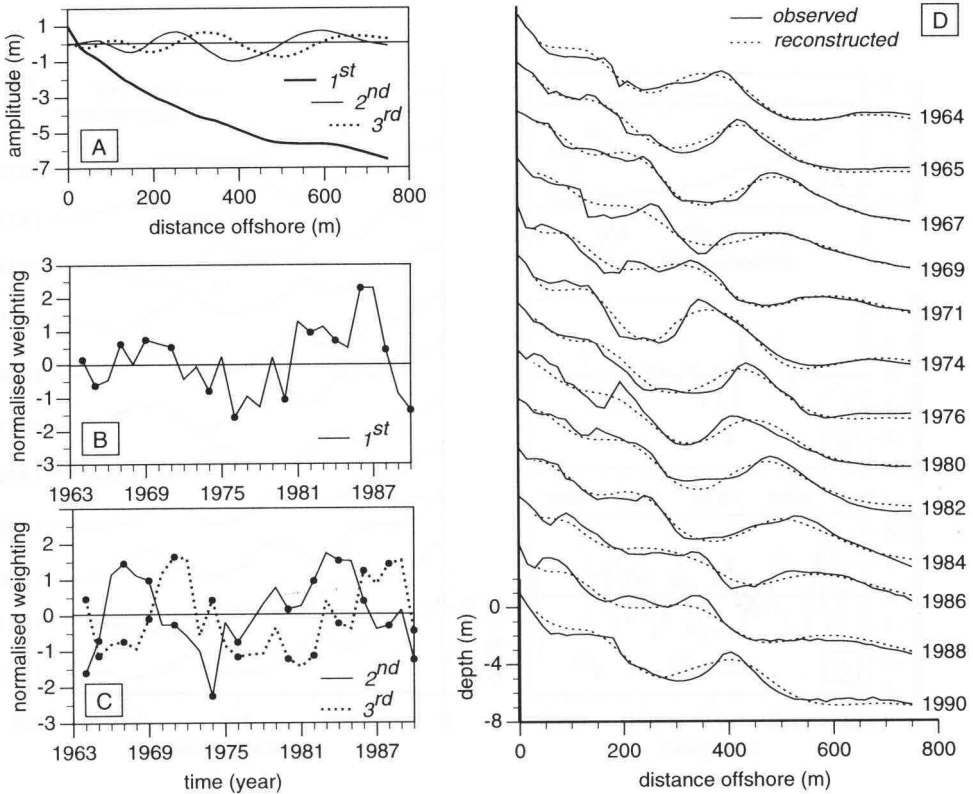 1
-1
-3
-5
-7
amplitude (m)
1st
2nd
3rd
A
0
200
400
600
800
distance offshore (m)
3
2
1
0
-1
-2
-3
normalised weighting
B
1st
1963
1969
1975
1981
1987
2
1
0
-1
-2
-3
normalised weighting
C
2nd
3rd
1963
1969
1975
1981
1987
time (year)
observed
reconstructed
D
1964
1965
1967
1969
1971
1974
1976
1980
1982
1984
1986
1988
1990
0
-4
-8
depth (m)
0
200
400
600
800
distance offshore (m)